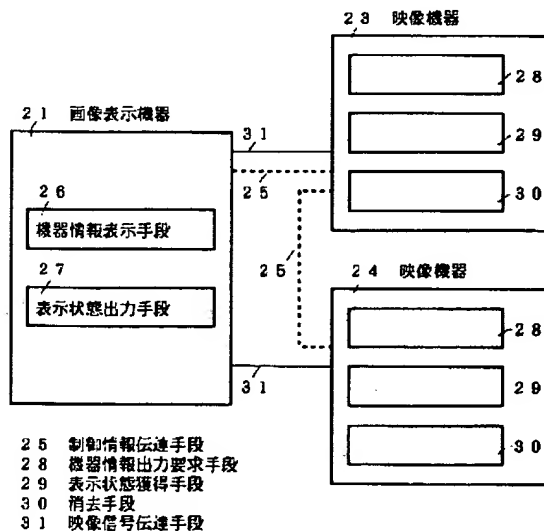 ２３ 映像機器
２８
２９
３０
２１ 画像表示機器
２６
機器情報表示手段
２７
表示状態出力手段
３１
２５
２５
２４ 映像機器
２８
２９
３０
３１
２５ 制御情報伝達手段
２８ 機器情報出力要求手段
２９ 表示状態獲得手段
３０ 消去手段
３１ 映像信号伝達手段